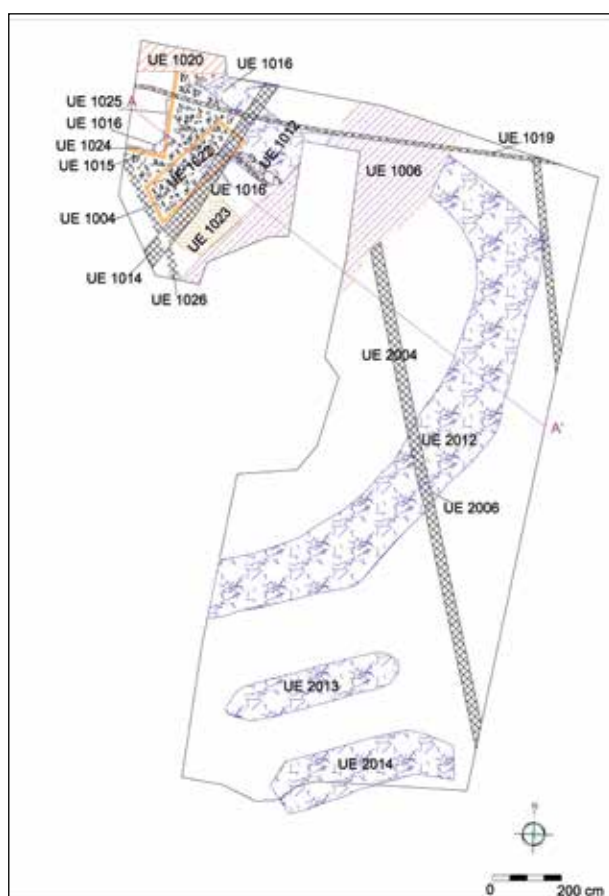 UE 1020
UE 1016
UE 1025
A
UE 1016
UE 1024
UE 1015
UE 1022
UE 1012
UE 1019
UE 1006
UE 1016
UE 1004
UE 1023
UE 1014
UE 1026
UE 2004
A'
UE 2012
UE 2006
UE 2013
UE 2014
N
0 200 cm